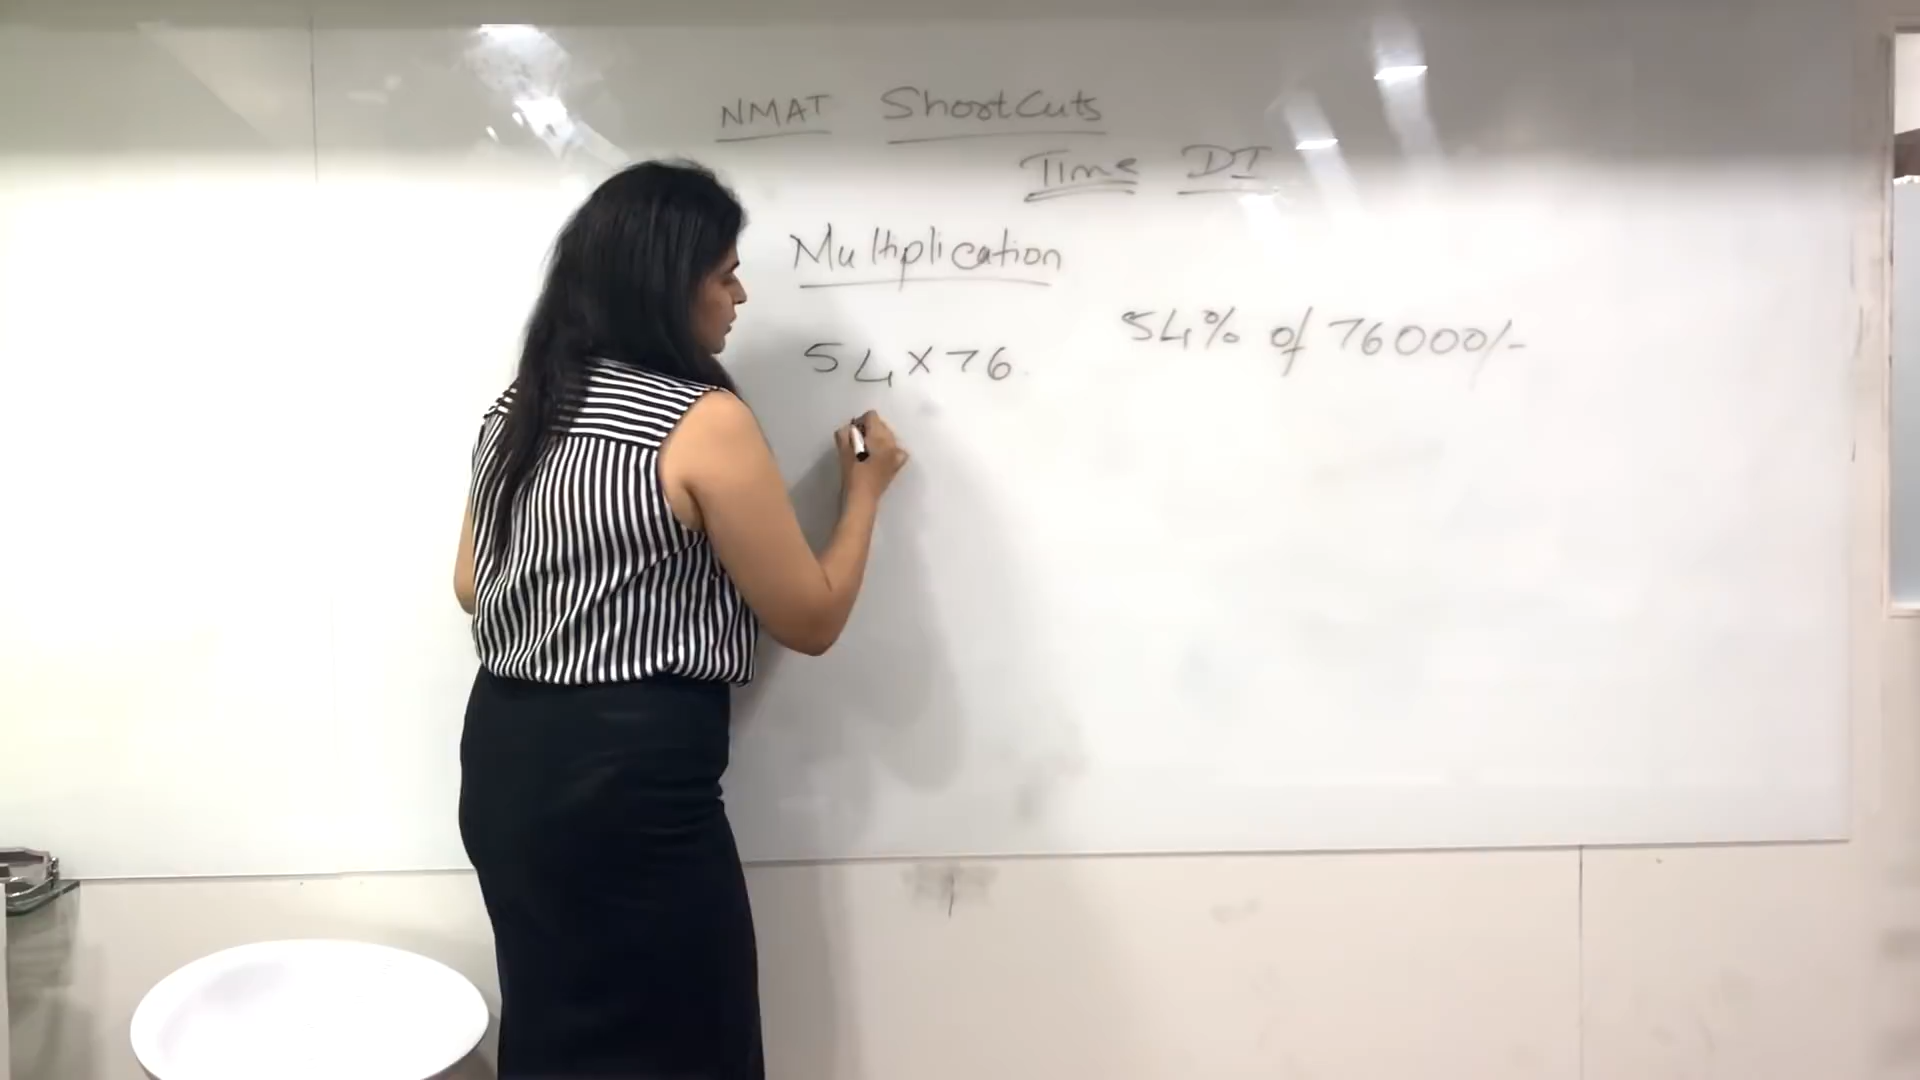 NMAT ShortCuts
Time DI
Multiplication
54 x 76
54% of 76000/-